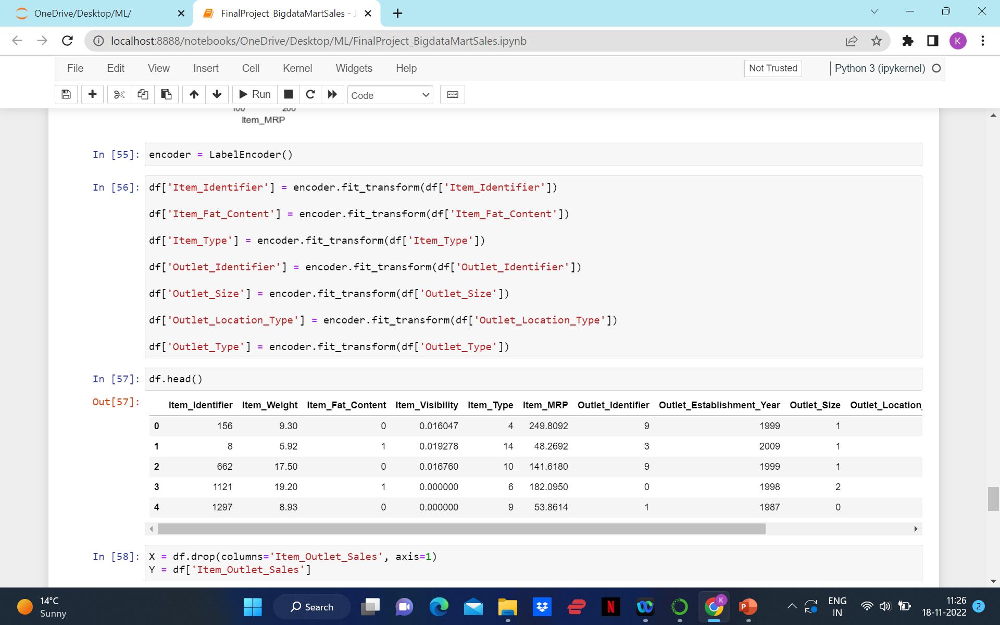 OneDrive/Desktop/ML/
FinalProject_BigdataMartSales -
localhost:8888/notebooks/OneDrive/Desktop/ML/FinalProject_BigdataMartSales.ipynb
K
File Edit View Insert Cell Kernel Widgets Help
Not Trusted
Python 3 (ipykernel)
Run
Code
100 200
Item_MRP
In [55]: encoder = LabelEncoder()
In [56]: df['Item_Identifier'] = encoder.fit_transform(df['Item_Identifier'])
df['Item_Fat_Content'] = encoder.fit_transform(df['Item_Fat_Content'])
df['Item_Type'] = encoder.fit_transform(df['Item_Type'])
df['Outlet_Identifier'] = encoder.fit_transform(df['Outlet_Identifier'])
df['Outlet_Size'] = encoder.fit_transform(df['Outlet_Size'])
df['Outlet_Location_Type'] = encoder.fit_transform(df['Outlet_Location_Type'])
df['Outlet_Type'] = encoder.fit_transform(df['Outlet_Type'])
In [57]: df.head()
Out[57]:
Item_Identifier Item_Weight Item_Fat_Content Item_Visibility Item_Type Item_MRP Outlet_Identifier Outlet_Establishment_Year Outlet_Size Outlet_Location_
0 156 9.30 0 0.016047 4 249.8092 9 1999 1
1 8 5.92 1 0.019278 14 48.2692 3 2009 1
2 662 17.50 0 0.016760 10 141.6180 9 1999 1
3 1121 19.20 1 0.000000 6 182.0950 0 1998 2
4 1297 8.93 0 0.000000 9 53.8614 1 1987 0
In [58]: X = df.drop(columns='Item_Outlet_Sales', axis=1)
Y = df['Item_Outlet_Sales']
14°C
Sunny
Search
N
K
P
ENG
IN
11:26
18-11-2022
2